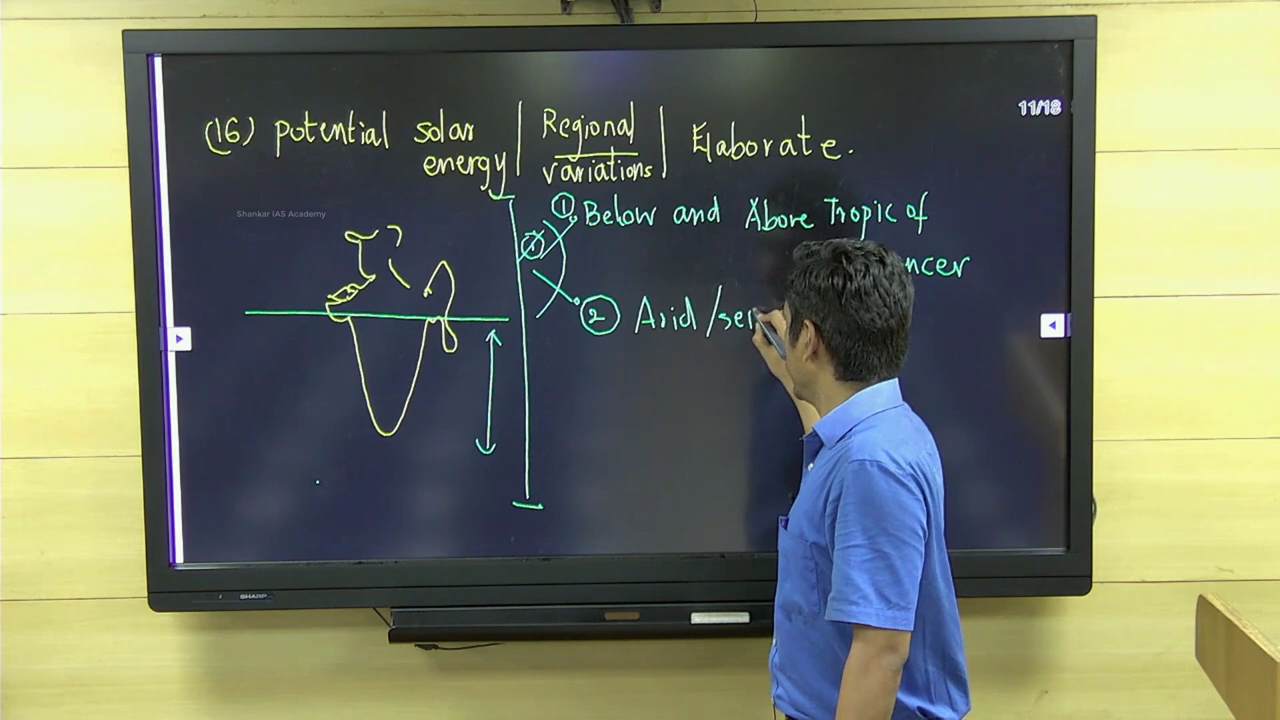 11/18
(16) Potential solar energy | Regional variations | Elaborate.
Shankar IAS Academy
① Below and Above Tropic of
ncer
② Arid /se
SHARP